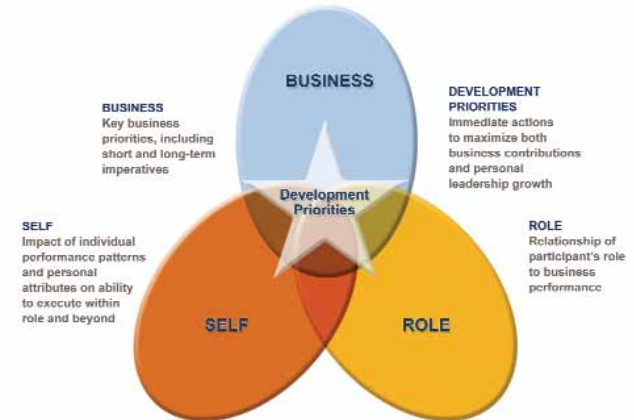 BUSINESS
BUSINESS
Key business
priorities, including
short and long-term
imperatives
DEVELOPMENT
PRIORITIES
Immediate actions
to maximize both
business contributions
and personal
leadership growth
Development
Priorities
SELF
Impact of individual
performance patterns
and personal
attributes on ability
to execute within
role and beyond
ROLE
Relationship of
participant's role
to business
performance
SELF
ROLE